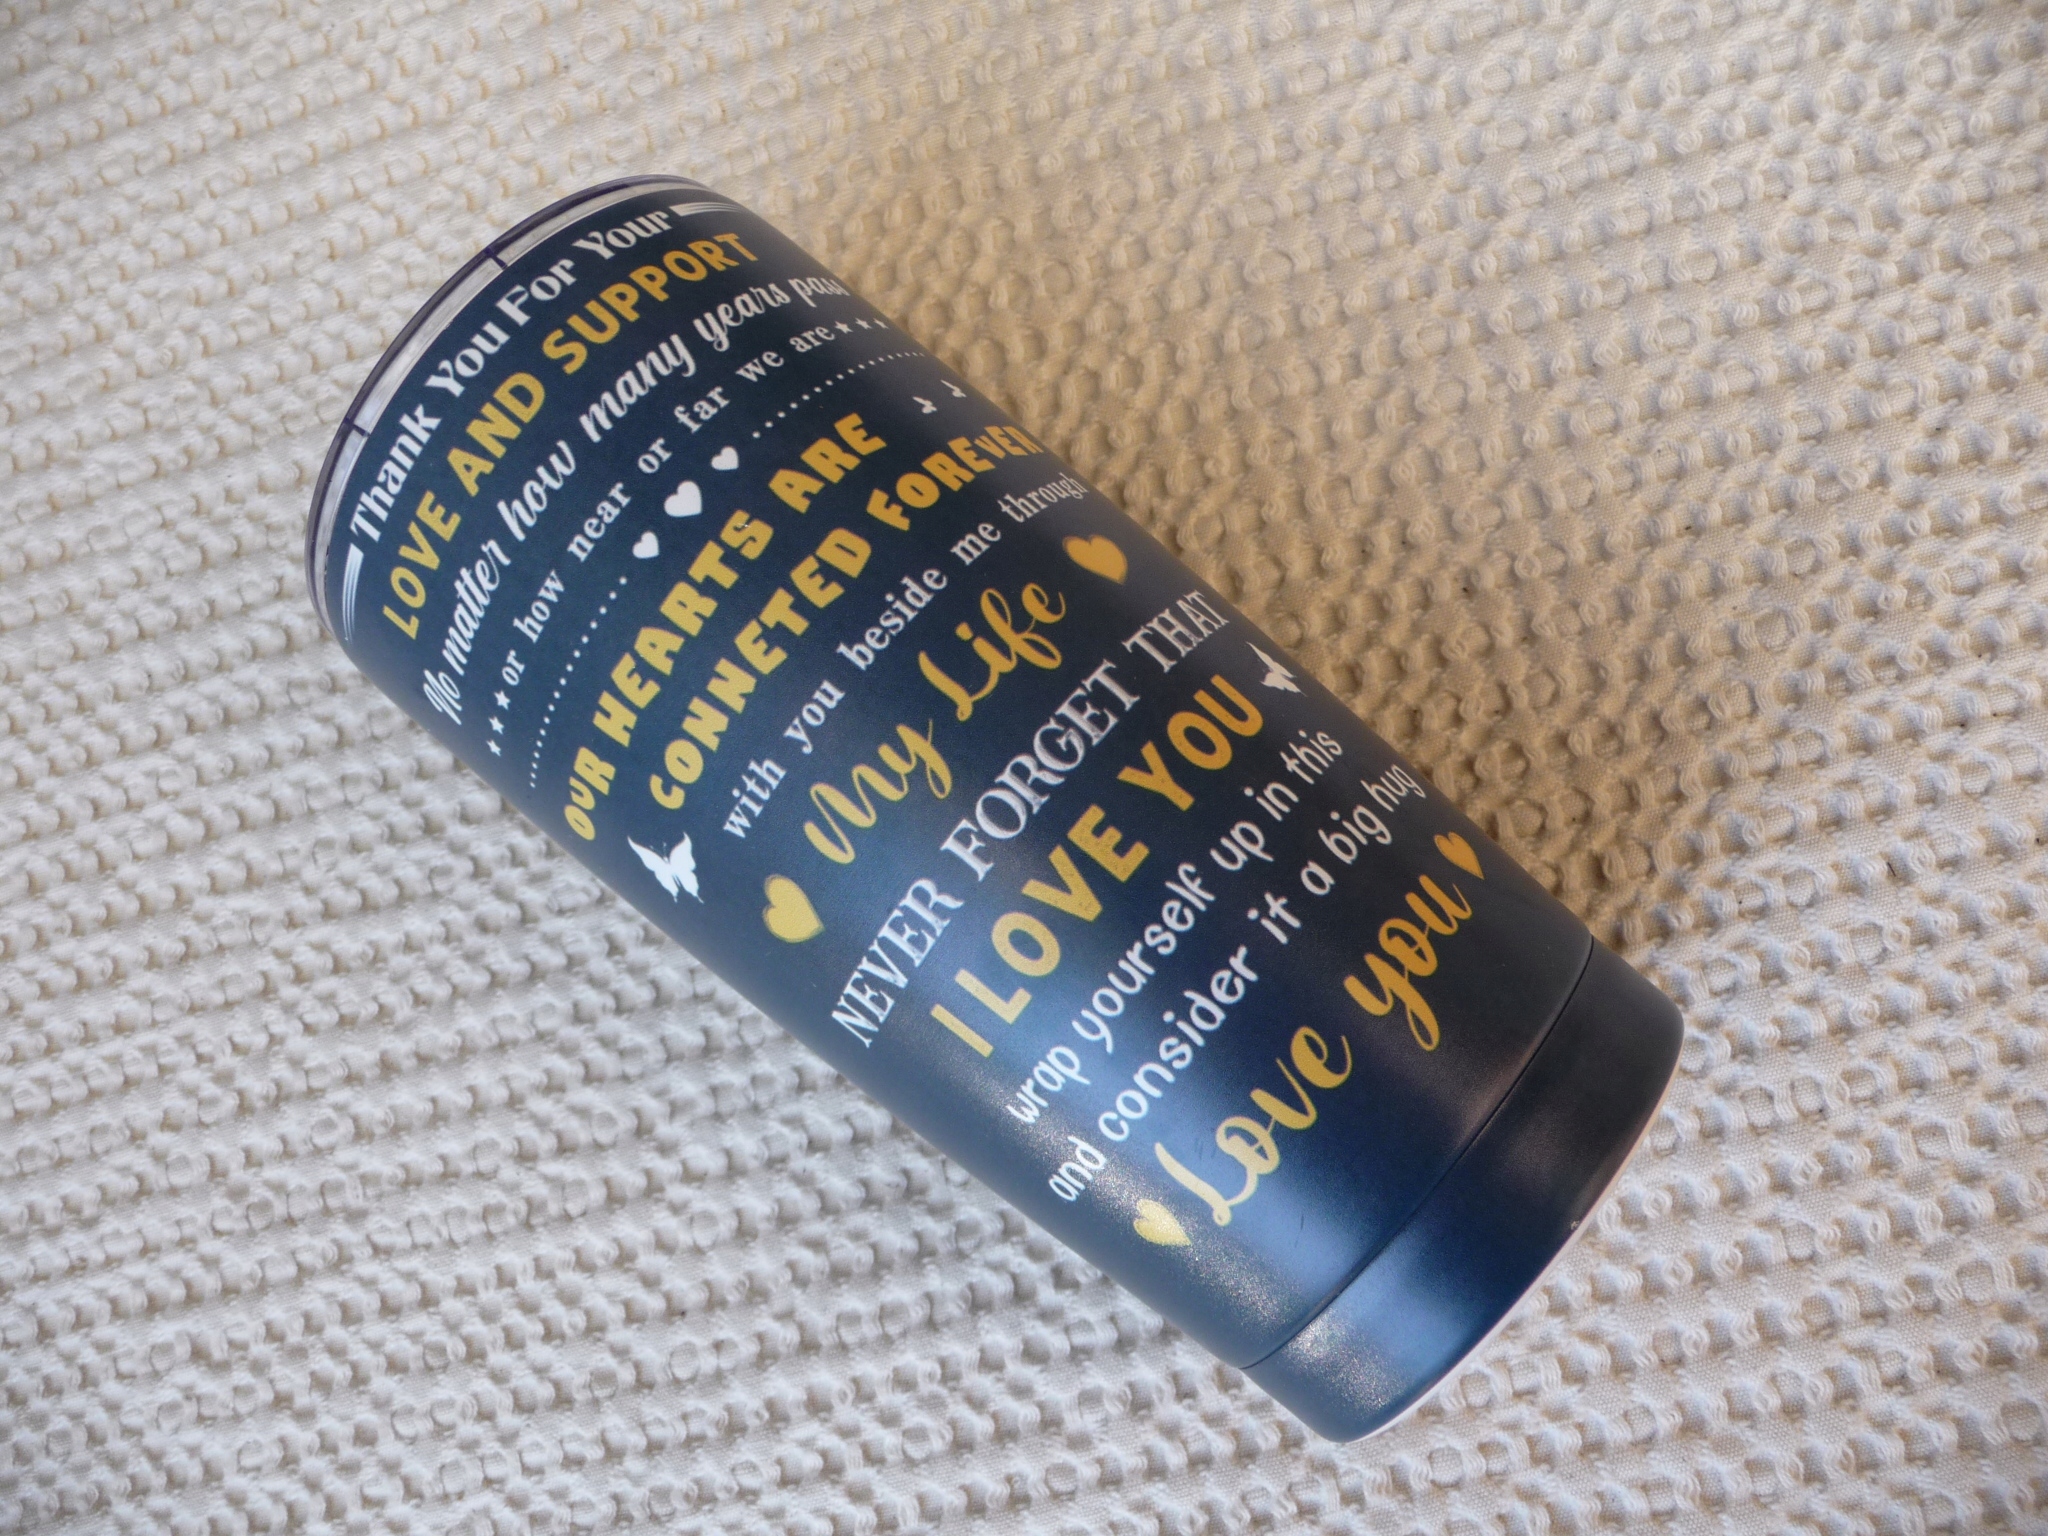 Thank You For Your
LOVE AND SUPPORT
No matter how many years pass
or how near or far we are
OUR HEARTS ARE
CONNETED FOREVER
with you beside me through
My Life
NEVER FORGET THAT
I LOVE YOU
wrap yourself up in this
and consider it a big hug
Love you